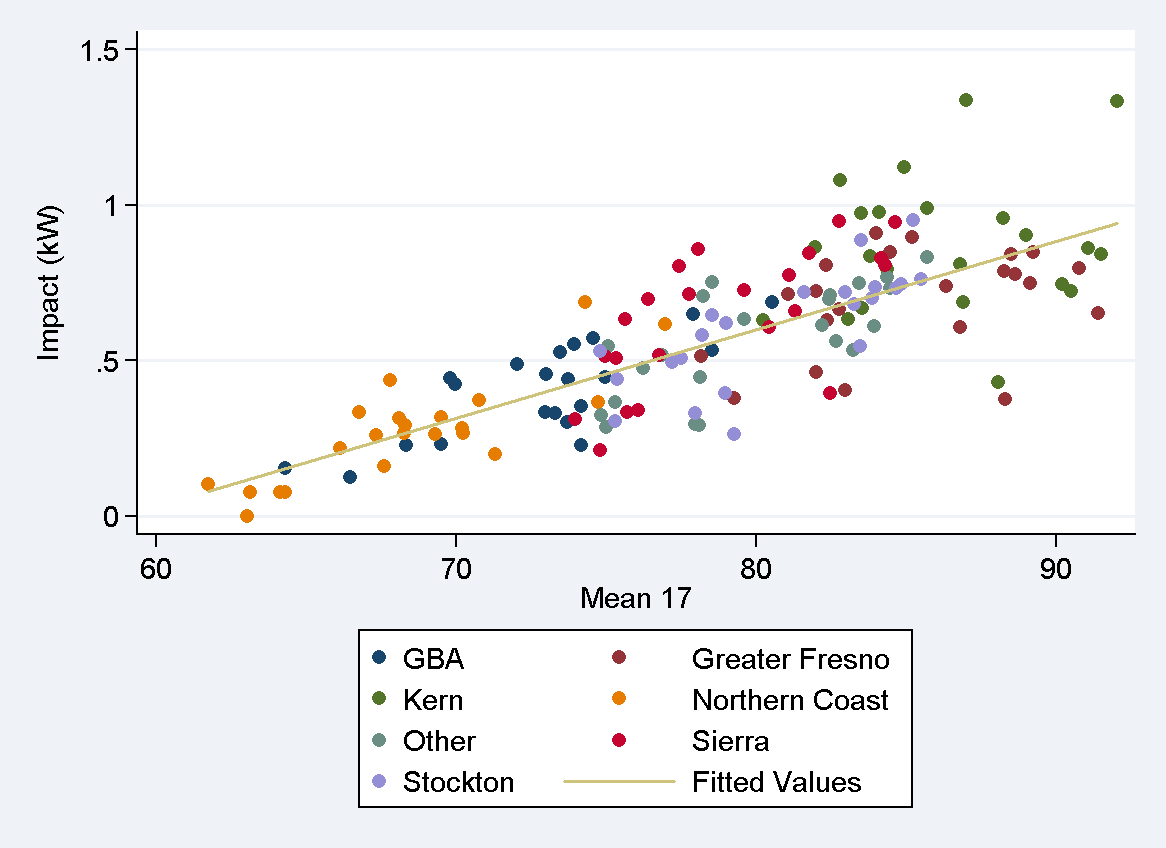 1.5
1
.5
0
Impact (kW)
60 70 80 90
Mean 17
GBA Greater Fresno
Kern Northern Coast
Other Sierra
Stockton Fitted Values